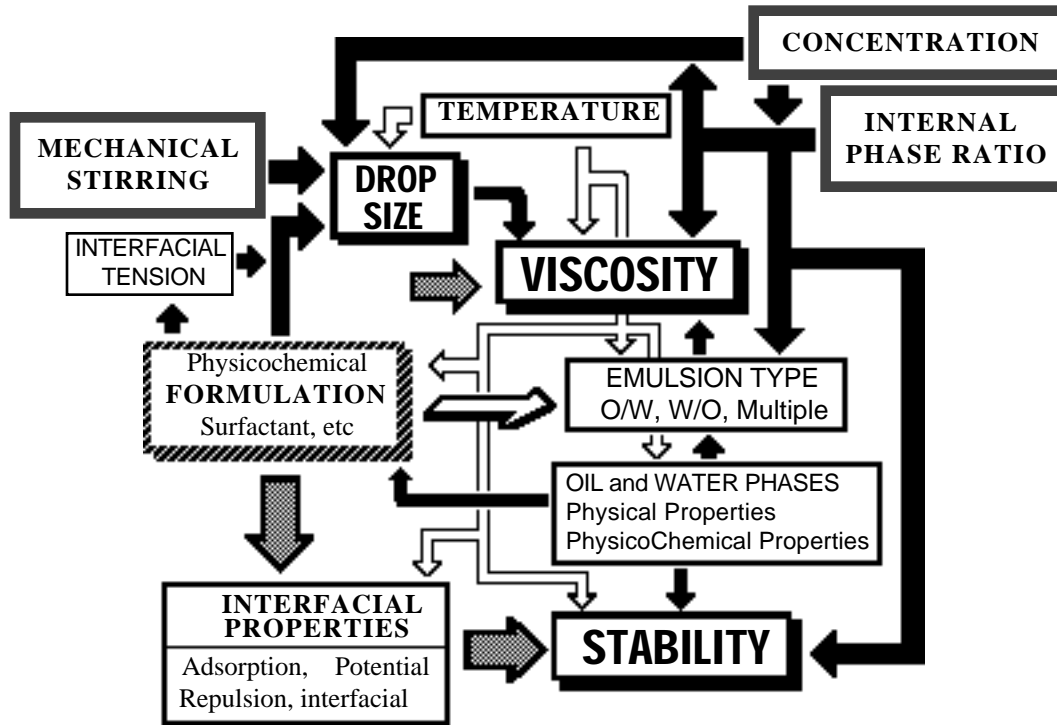 CONCENTRATION
TEMPERATURE
INTERNAL
PHASE RATIO
MECHANICAL
STIRRING
DROP
SIZE
INTERFACIAL
TENSION
VISCOSITY
Physicochemical
FORMULATION
Surfactant, etc
EMULSION TYPE
O/W, W/O, Multiple
OIL and WATER PHASES
Physical Properties
PhysicoChemical Properties
INTERFACIAL
PROPERTIES
Adsorption, Potential
Repulsion, interfacial
STABILITY